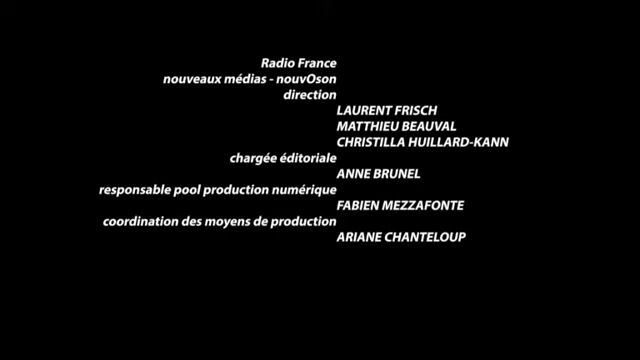 Radio France
nouveaux médias - nouvOson
direction
LAURENT FRISCH
MATTHIEU BEAUVAL
CHRISTILLA HUILLARD-KANN
chargée éditoriale
ANNE BRUNEL
responsable pool production numérique
FABIEN MEZZAFONTE
coordination des moyens de production
ARIANE CHANTELOUP